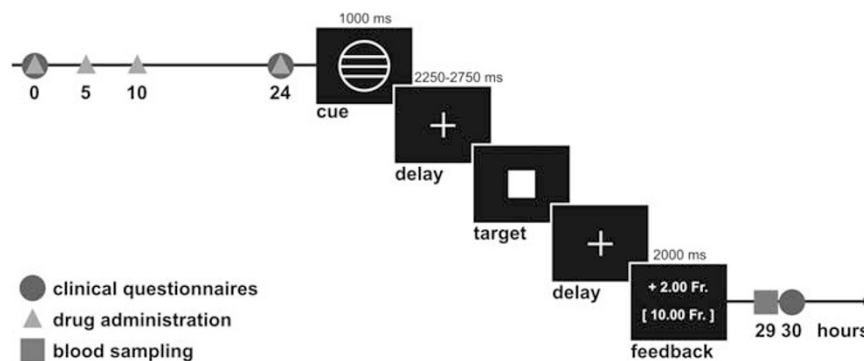 1000 ms
2250-2750 ms
0 5 10 24
cue
delay
target
2000 ms
delay
+ 2.00 Fr.
[ 10.00 Fr. ]
feedback
29 30 hours
clinical questionnaires
drug administration
blood sampling